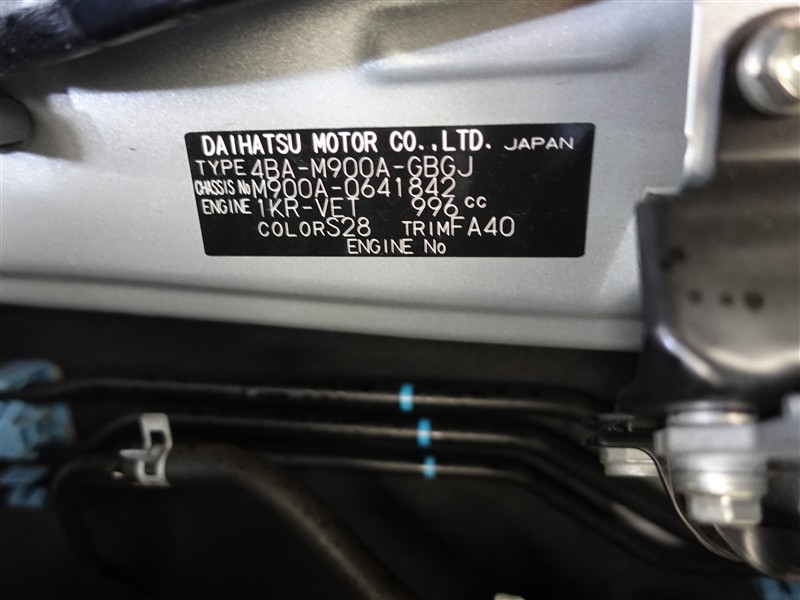 DAIHATSU MOTOR CO.,LTD. JAPAN
TYPE 4BA-M900A-GBGJ
CHASSIS No M900A-0641842
ENGINE 1KR-VET 996 cc
COLOR S28 TRIM FA40
ENGINE No